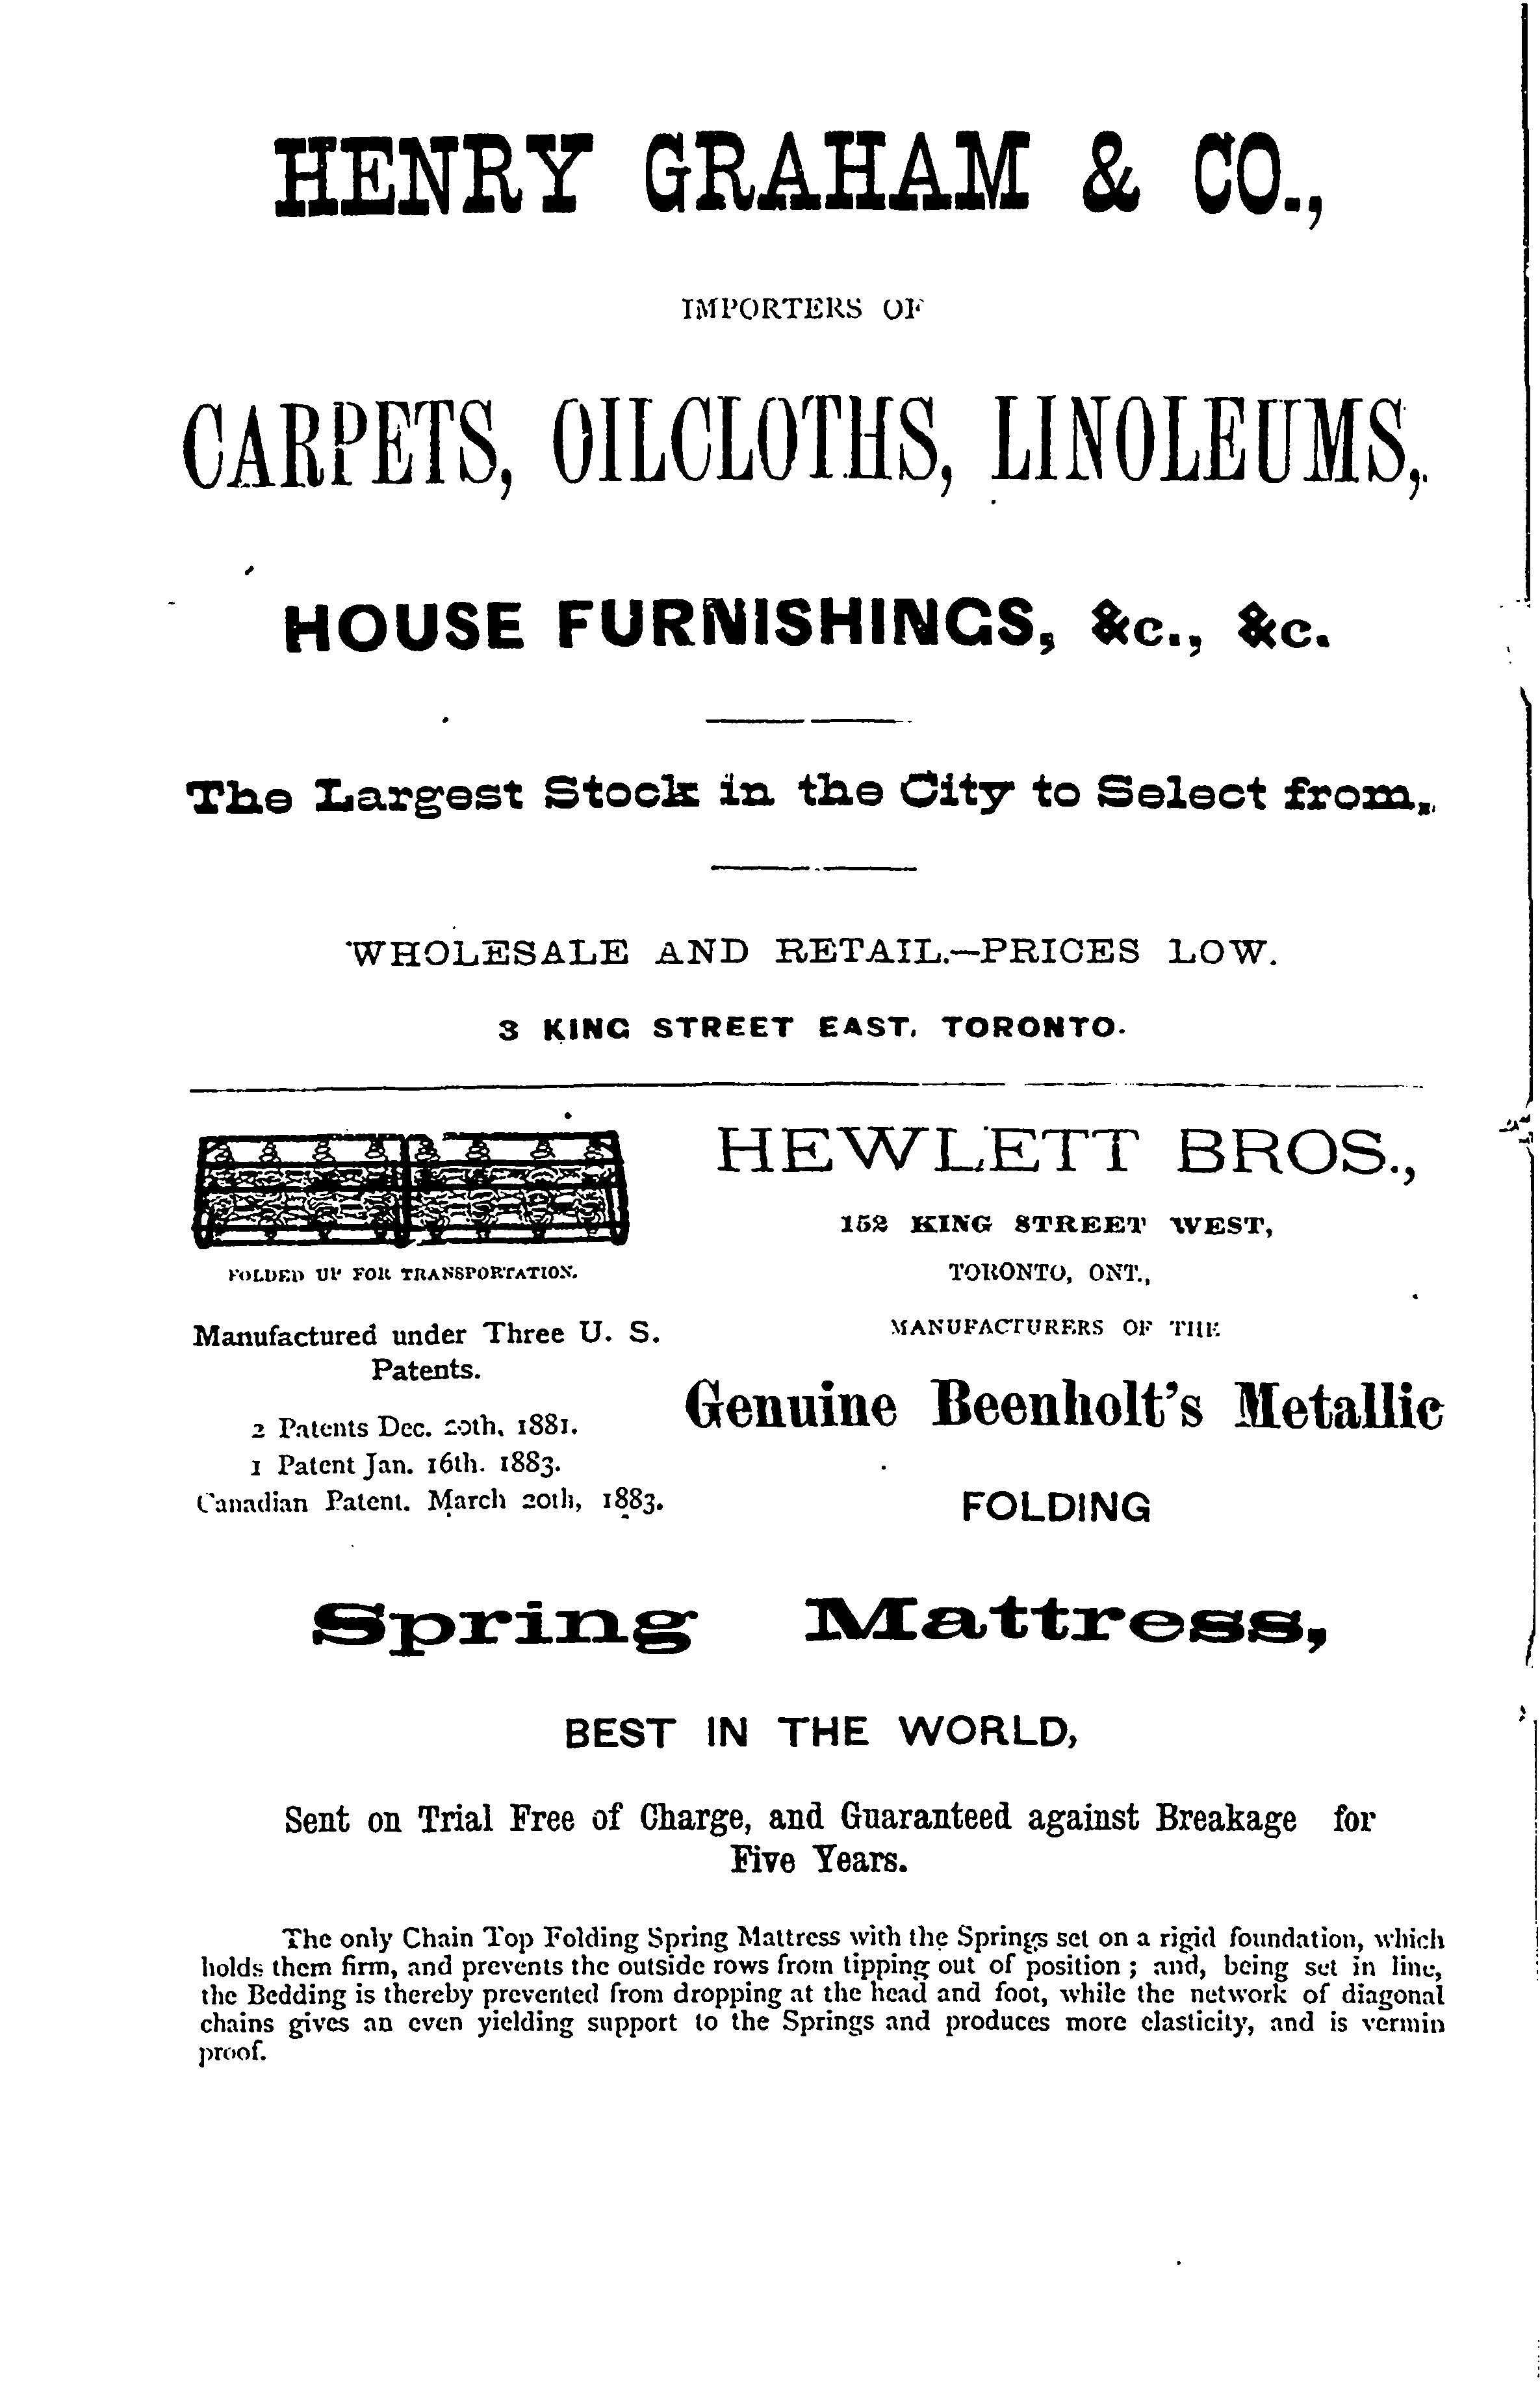 HENRY GRAHAM & CO.,
IMPORTERS OF
CARPETS, OILCLOTHS, LINOLEUMS,
HOUSE FURNISHINGS, &c., &c.
The Largest Stock in the City to Select from.
WHOLESALE AND RETAIL.—PRICES LOW.
3 KING STREET EAST, TORONTO.
FOLDED UP FOR TRANSPORTATION.
Manufactured under Three U. S.
Patents.
2 Patents Dec. 20th, 1881.
1 Patent Jan. 16th. 1883.
Canadian Patent. March 20th, 1883.
HEWLETT BROS.,
152 KING STREET WEST,
TORONTO, ONT.,
MANUFACTURERS OF THE
Genuine Beenholt's Metallic
FOLDING
Spring Mattress,
BEST IN THE WORLD,
Sent on Trial Free of Charge, and Guaranteed against Breakage for
Five Years.
The only Chain Top Folding Spring Mattress with the Springs set on a rigid foundation, which
holds them firm, and prevents the outside rows from tipping out of position ; and, being set in line,
the Bedding is thereby prevented from dropping at the head and foot, while the network of diagonal
chains gives an even yielding support to the Springs and produces more elasticity, and is vermin
proof.